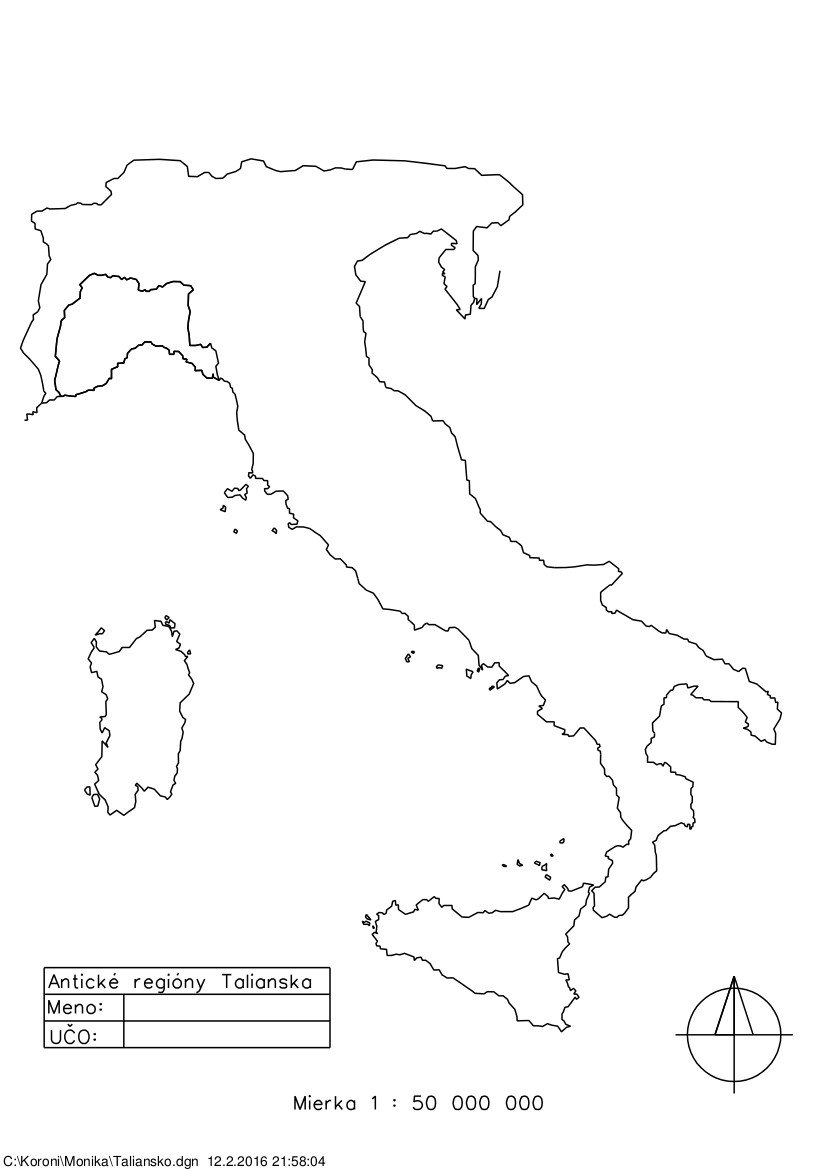 Antické regióny Talianska
Meno:
UČO:
Mierka 1 : 50 000 000
C:\Koroni\Monika\Taliansko.dgn 12.2.2016 21:58:04